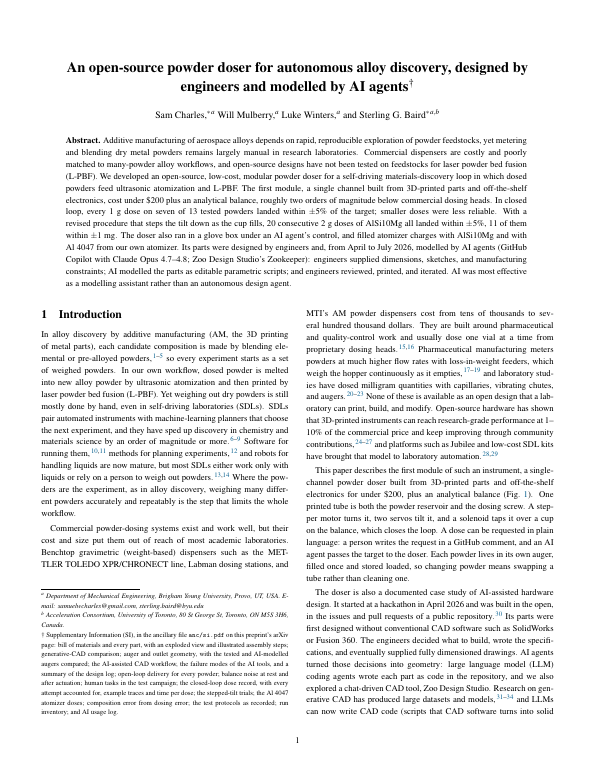 An open-source powder doser for autonomous alloy discovery, designed by
engineers and modelled by AI agents†
Sam Charles,*a Will Mulberry,a Luke Winters,a and Sterling G. Baird*a,b
Abstract. Additive manufacturing of aerospace alloys depends on rapid, reproducible exploration of powder feedstocks, yet metering
and blending dry metal powders remains largely manual in research laboratories. Commercial dispensers are costly and poorly
matched to many-powder alloy workflows, and open-source designs have not been tested on feedstocks for laser powder bed fusion
(L-PBF). We developed an open-source, low-cost, modular powder doser for a self-driving materials-discovery loop in which dosed
powders feed ultrasonic atomization and L-PBF. The first module, a single channel built from 3D-printed parts and off-the-shelf
electronics, cost under $200 plus an analytical balance, roughly two orders of magnitude below commercial dosing heads. In closed
loop, every 1 g dose on seven of 13 tested powders landed within ±5% of the target; smaller doses were less reliable. With a
revised procedure that steps the tilt down as the cup fills, 20 consecutive 2 g doses of AlSi10Mg all landed within ±5%, 11 of them
within ±1 mg. The doser also ran in a glove box under an AI agent's control, and filled atomizer charges with AlSi10Mg and with
Al 4047 from our own atomizer. Its parts were designed by engineers and, from April to July 2026, modelled by AI agents (GitHub
Copilot with Claude Opus 4.7–4.8; Zoo Design Studio's Zookeeper): engineers supplied dimensions, sketches, and manufacturing
constraints; AI modelled the parts as editable parametric scripts; and engineers reviewed, printed, and iterated. AI was most effective
as a modelling assistant rather than an autonomous design agent.
1 Introduction
In alloy discovery by additive manufacturing (AM, the 3D printing
of metal parts), each candidate composition is made by blending ele-
mental or pre-alloyed powders,1–5 so every experiment starts as a set
of weighed powders. In our own workflow, dosed powder is melted
into new alloy powder by ultrasonic atomization and then printed by
laser powder bed fusion (L-PBF). Yet weighing out dry powders is still
mostly done by hand, even in self-driving laboratories (SDLs). SDLs
pair automated instruments with machine-learning planners that choose
the next experiment, and they have sped up discovery in chemistry and
materials science by an order of magnitude or more.6–9 Software for
running them,10,11 methods for planning experiments,12 and robots for
handling liquids are now mature, but most SDLs either work only with
liquids or rely on a person to weigh out powders.13,14 Where the pow-
ders are the experiment, as in alloy discovery, weighing many differ-
ent powders accurately and repeatably is the step that limits the whole
workflow.
Commercial powder-dosing systems exist and work well, but their
cost and size put them out of reach of most academic laboratories.
Benchtop gravimetric (weight-based) dispensers such as the MET-
TLER TOLEDO XPR/CHRONECT line, Labman dosing stations, and
a Department of Mechanical Engineering, Brigham Young University, Provo, UT, USA. E-
mail: samuelwcharles@gmail.com, sterling.baird@byu.edu
b Acceleration Consortium, University of Toronto, 80 St George St, Toronto, ON M5S 3H6,
Canada.
† Supplementary Information (SI), in the ancillary file anc/si.pdf on this preprint's arXiv
page: bill of materials and every part, with an exploded view and illustrated assembly steps;
generative-CAD comparison; auger and outlet geometry, with the tested and AI-modelled
augers compared; the AI-assisted CAD workflow, the failure modes of the AI tools, and a
summary of the design log; open-loop delivery for every powder; balance noise at rest and
after actuation; human tasks in the test campaign; the closed-loop dose record, with every
attempt accounted for, example traces and time per dose; the stepped-tilt trials; the Al 4047
atomizer doses; composition error from dosing error; the test protocols as recorded; run
inventory; and AI usage log.
MTI's AM powder dispensers cost from tens of thousands to sev-
eral hundred thousand dollars. They are built around pharmaceutical
and quality-control work and usually dose one vial at a time from
proprietary dosing heads.15,16 Pharmaceutical manufacturing meters
powders at much higher flow rates with loss-in-weight feeders, which
weigh the hopper continuously as it empties,17–19 and laboratory stud-
ies have dosed milligram quantities with capillaries, vibrating chutes,
and augers.20–23 None of these is available as an open design that a lab-
oratory can print, build, and modify. Open-source hardware has shown
that 3D-printed instruments can reach research-grade performance at 1–
10% of the commercial price and keep improving through community
contributions,24–27 and platforms such as Jubilee and low-cost SDL kits
have brought that model to laboratory automation.28,29
This paper describes the first module of such an instrument, a single-
channel powder doser built from 3D-printed parts and off-the-shelf
electronics for under $200, plus an analytical balance (Fig. 1). One
printed tube is both the powder reservoir and the dosing screw. A step-
per motor turns it, two servos tilt it, and a solenoid taps it over a cup
on the balance, which closes the loop. A dose can be requested in plain
language: a person writes the request in a GitHub comment, and an AI
agent passes the target to the doser. Each powder lives in its own auger,
filled once and stored loaded, so changing powders means swapping a
tube rather than cleaning one.
The doser is also a documented case study of AI-assisted hardware
design. It started at a hackathon in April 2026 and was built in the open,
in the issues and pull requests of a public repository.30 Its parts were
first designed without conventional CAD software such as SolidWorks
or Fusion 360. The engineers decided what to build, wrote the specifi-
cations, and eventually supplied fully dimensioned drawings. AI agents
turned those decisions into geometry: large language model (LLM)
coding agents wrote each part as code in the repository, and we also
explored a chat-driven CAD tool, Zoo Design Studio. Research on gen-
erative CAD has produced large datasets and models,31–34 and LLMs
can now write CAD code (scripts that CAD software turns into solid
1